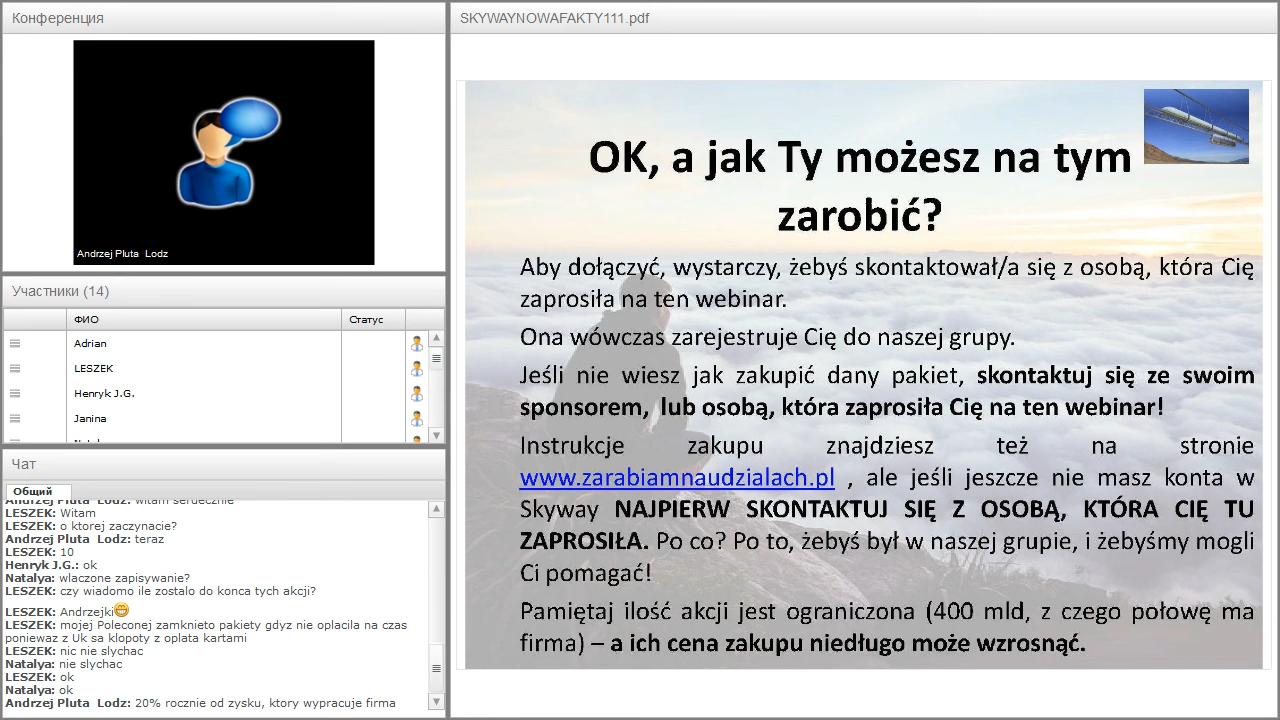 Конференция
Andrzej Pluta Lodz
Участники (14)
ФИО
Статус
Adrian
LESZEK
Henryk J.G.
Janina
Чат
Общий
Andrzej Pluta Lodz: witam serdecznie
LESZEK: Witam
LESZEK: o ktorej zaczynacie?
Andrzej Pluta Lodz: teraz
LESZEK: 10
Henryk J.G.: ok
Natalya: wlaczone zapisywanie?
LESZEK: czy wiadomo ile zostalo do konca tych akcji?
LESZEK: Andrzejki
LESZEK: mojej Poleconej zamknieto pakiety gdyz nie oplacila na czas
poniewaz z Uk sa klopoty z oplata kartami
LESZEK: nic nie slychac
Natalya: nie slychac
LESZEK: ok
Natalya: ok
Andrzej Pluta Lodz: 20% rocznie od zysku, ktory wypracuje firma
SKYWAYNOWAFAKTY111.pdf
OK, a jak Ty możesz na tym
zarobić?
Aby dołączyć, wystarczy, żebyś skontaktował/a się z osobą, która Cię
zaprosiła na ten webinar.
Ona wówczas zarejestruje Cię do naszej grupy.
Jeśli nie wiesz jak zakupić dany pakiet, skontaktuj się ze swoim
sponsorem, lub osobą, która zaprosiła Cię na ten webinar!
Instrukcje zakupu znajdziesz też na stronie
www.zarabiamnaudzialach.pl , ale jeśli jeszcze nie masz konta w
Skyway NAJPIERW SKONTAKTUJ SIĘ Z OSOBĄ, KTÓRA CIĘ TU
ZAPROSIŁA. Po co? Po to, żebyś był w naszej grupie, i żebyśmy mogli
Ci pomagać!
Pamiętaj ilość akcji jest ograniczona (400 mld, z czego połowę ma
firma) – a ich cena zakupu niedługo może wzrosnąć.